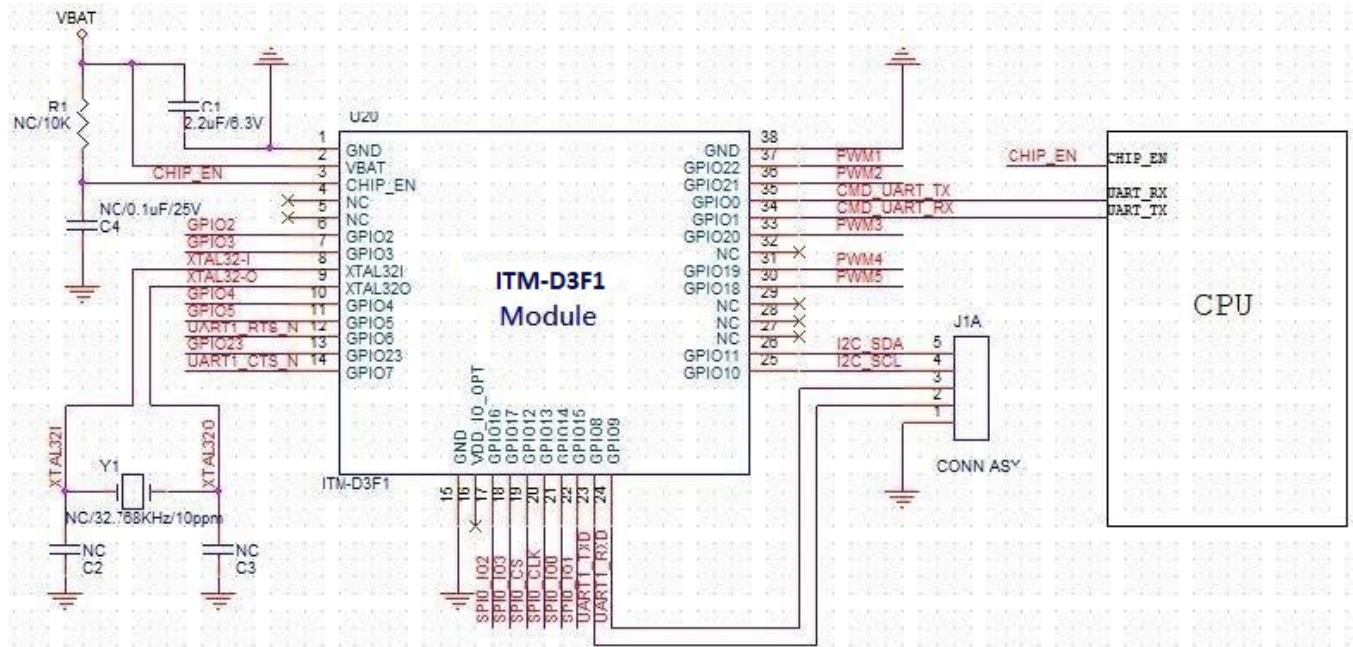 VBAT
R1
NC/10K
C1
2.2uF/6.3V
CHIP_EN
NC/0.1uF/25V
C4
GPIO2
GPIO3
XTAL32-I
XTAL32-O
GPIO4
GPIO5
UART1_RTS_N
GPIO23
UART1_CTS_N
XTAL32I
XTAL32O
Y1
NC/32.768KHz/10ppm
NC
C2
NC
C3
U20
1
2
3
4
5
6
7
8
9
10
11
12
13
14
GND
VBAT
CHIP_EN
NC
NC
GPIO2
GPIO3
XTAL32I
XTAL32O
GPIO4
GPIO5
GPIO6
GPIO23
GPIO7
ITM-D3F1
Module
ITM-D3F1
GND
VDD_IO_OPT
GPIO16
GPIO17
GPIO12
GPIO13
GPIO14
GPIO15
GPIO8
GPIO9
15
16
17
18
19
20
21
22
23
24
SPI0_IO2
SPI0_IO3
SPI0_CS
SPI0_CLK
SPI0_IO0
SPI0_IO1
UART1_TXD
UART1_RXD
GND
GPIO22
GPIO21
GPIO0
GPIO1
GPIO20
NC
GPIO19
GPIO18
NC
NC
NC
GPIO11
GPIO10
38
37
36
35
34
33
32
31
30
29
28
27
26
25
PWM1
PWM2
CMD_UART_TX
CMD_UART_RX
PWM3
PWM4
PWM5
I2C_SDA
I2C_SCL
J1A
5
4
3
2
1
CONN ASY
CHIP_EN
CHIP_EN
UART_RX
UART_TX
CPU